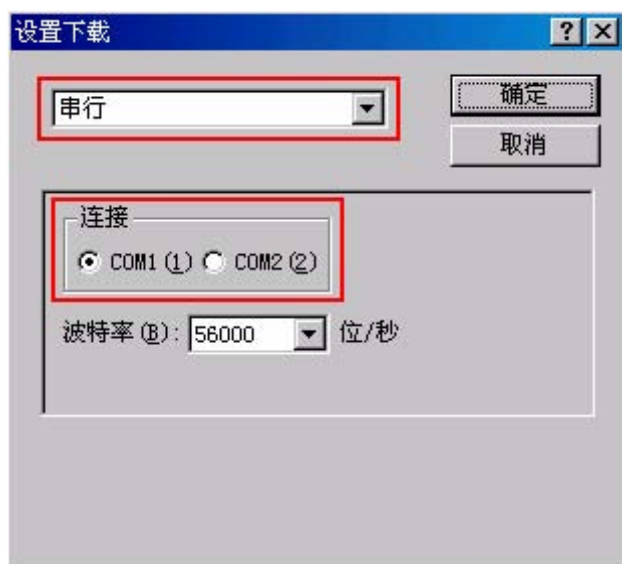 设置下载
串行
确定
取消
连接
COM1(1) COM2(2)
波特率(B): 56000 位/秒